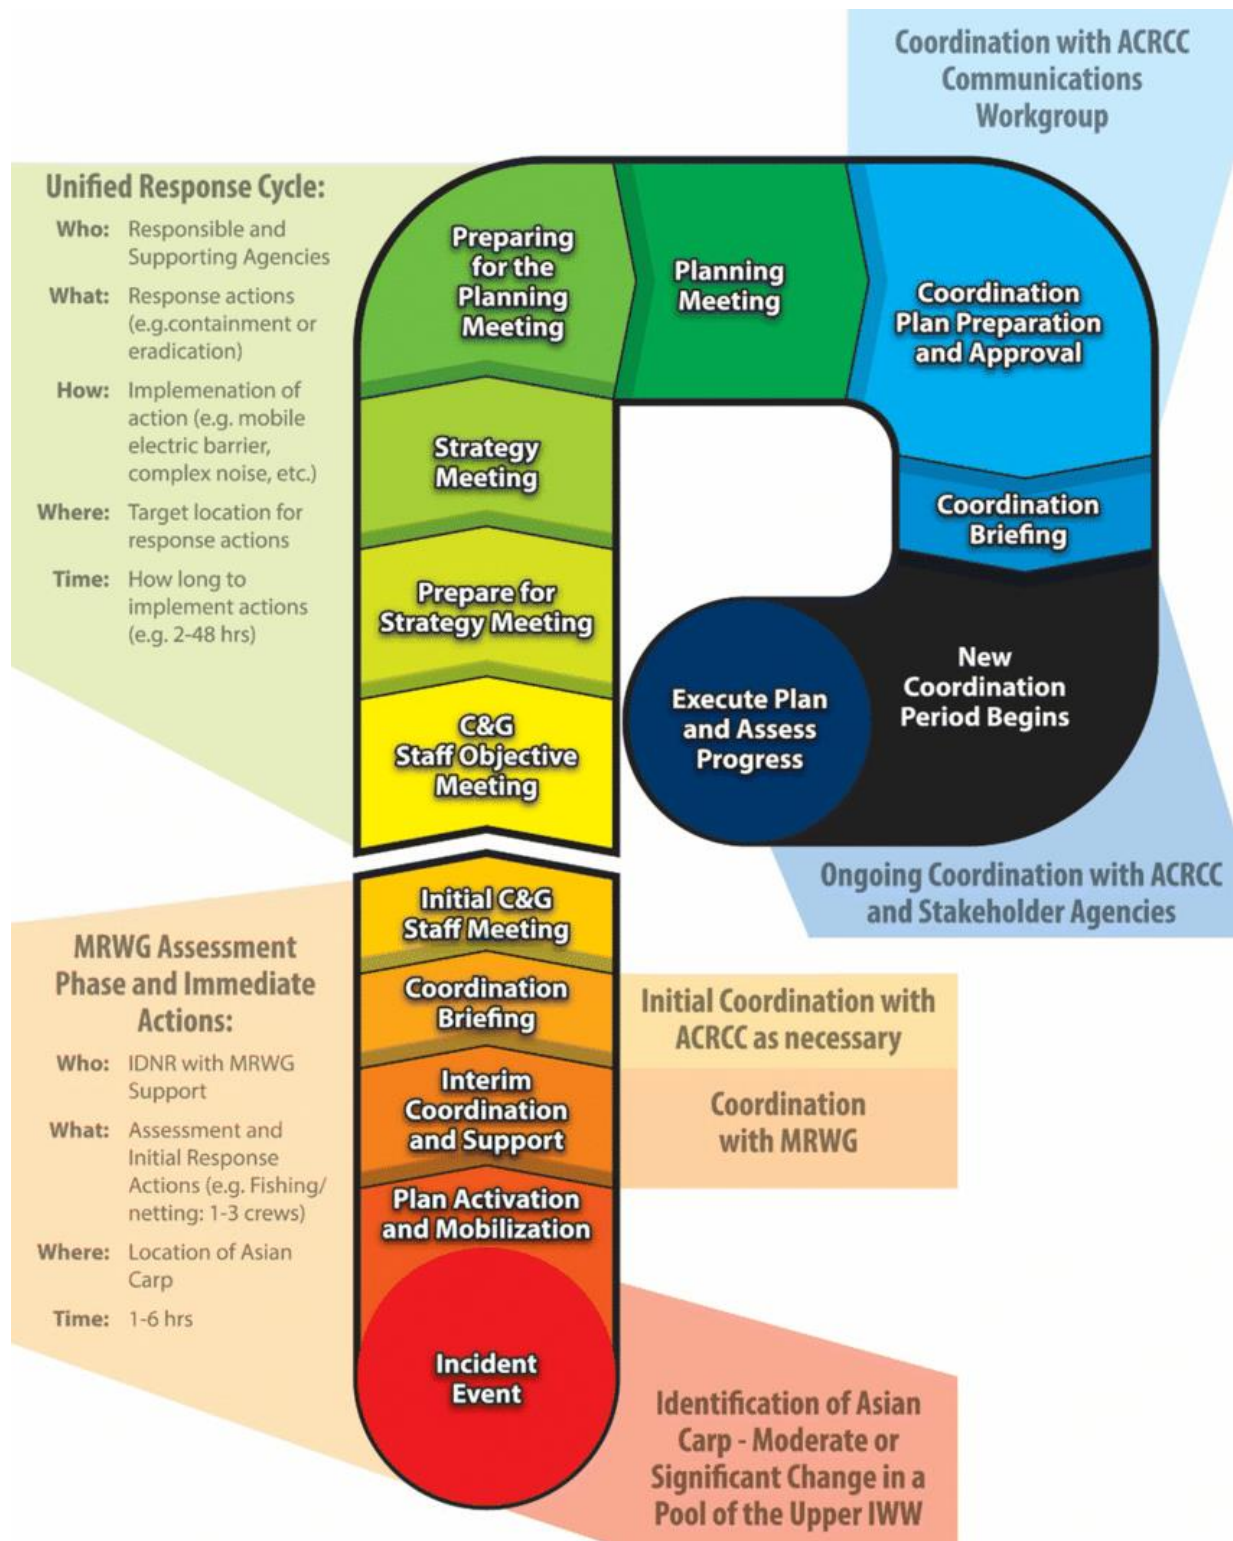 Coordination with ACRCC
Communications
Workgroup
Unified Response Cycle:
Who: Responsible and
Supporting Agencies
What: Response actions
(e.g.containment or
eradication)
How: Implemenation of
action (e.g. mobile
electric barrier,
complex noise, etc.)
Where: Target location for
response actions
Time: How long to
implement actions
(e.g. 2-48 hrs)
Preparing
for the
Planning
Meeting
Planning
Meeting
Coordination
Plan Preparation
and Approval
Strategy
Meeting
Coordination
Briefing
Prepare for
Strategy Meeting
New
Coordination
Period Begins
Execute Plan
and Assess
Progress
C&G
Staff Objective
Meeting
Ongoing Coordination with ACRCC
and Stakeholder Agencies
Initial C&G
Staff Meeting
MRWG Assessment
Phase and Immediate
Actions:
Who: IDNR with MRWG
Support
What: Assessment and
Initial Response
Actions (e.g. Fishing/
netting: 1-3 crews)
Where: Location of Asian
Carp
Time: 1-6 hrs
Coordination
Briefing
Initial Coordination with
ACRCC as necessary
Interim
Coordination
and Support
Coordination
with MRWG
Plan Activation
and Mobilization
Incident
Event
Identification of Asian
Carp - Moderate or
Significant Change in a
Pool of the Upper IWW